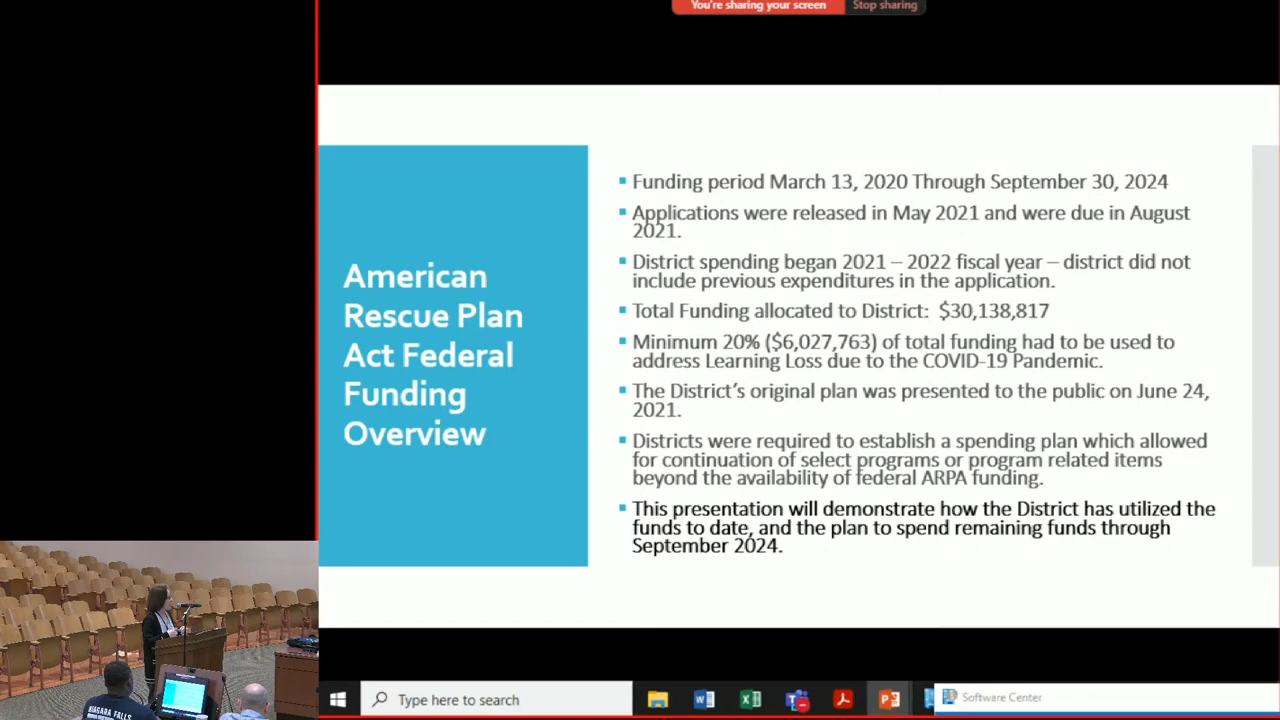 You're sharing your screen
Stop sharing
American
Rescue Plan
Act Federal
Funding
Overview
Funding period March 13, 2020 Through September 30, 2024
Applications were released in May 2021 and were due in August
2021.
District spending began 2021 – 2022 fiscal year – district did not
include previous expenditures in the application.
Total Funding allocated to District: $30,138,817
Minimum 20% ($6,027,763) of total funding had to be used to
address Learning Loss due to the COVID-19 Pandemic.
The District's original plan was presented to the public on June 24,
2021.
Districts were required to establish a spending plan which allowed
for continuation of select programs or program related items
beyond the availability of federal ARPA funding.
This presentation will demonstrate how the District has utilized the
funds to date, and the plan to spend remaining funds through
September 2024.
NIAGARA FALLS
Type here to search
Software Center